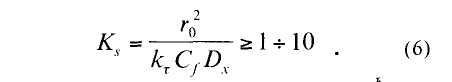 K_s = r_0^2 / (k_τ C_f D_x) ≥ 1 ÷ 10 . (6)